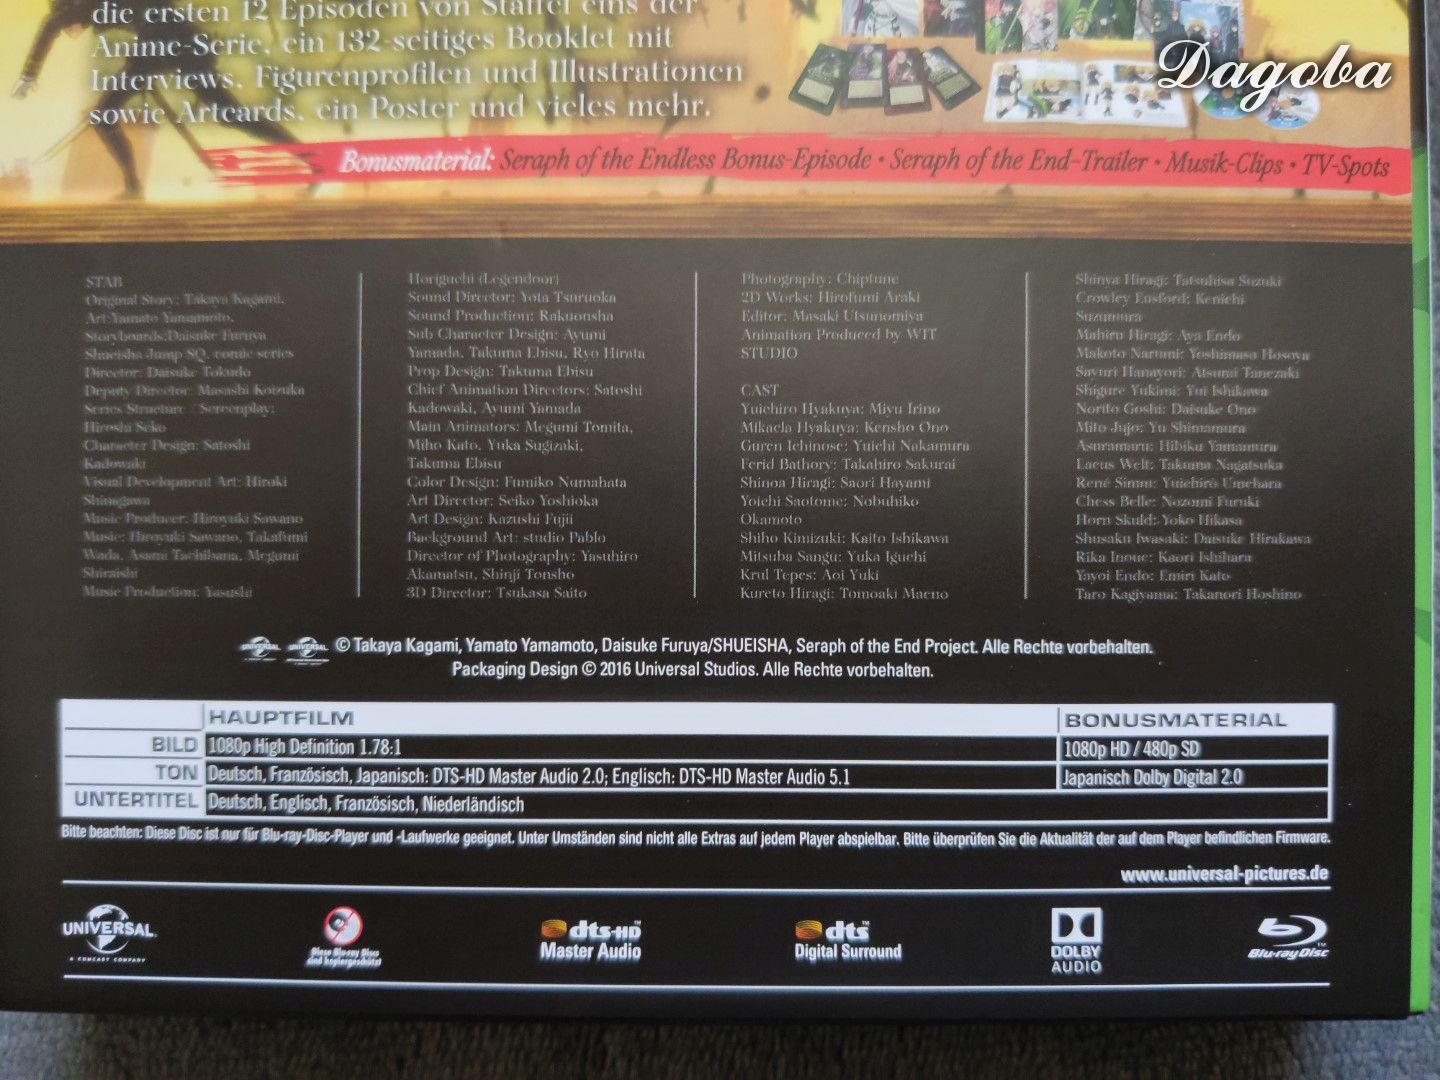 die ersten 12 Episoden von Staffel eins der
Anime-Serie, ein 132-seitiges Booklet mit
Interviews, Figurenprofilen und Illustrationen
sowie Artcards, ein Poster und vieles mehr.
Dagoba
Bonusmaterial: Seraph of the Endless Bonus-Episode • Seraph of the End-Trailer • Musik-Clips • TV-Spots
STAB
Original Story: Takaya Kagami,
Art:Yamato Yamamoto,
Storyboards:Daisuke Furuya
Shueisha Jump SQ. comic series
Director: Daisuke Tokudo
Deputy Director: Masashi Koizuka
Series Structure / Screenplay:
Hiroshi Seko
Character Design: Satoshi
Kadowaki
Visual Development Art: Hiroki
Shinagawa
Music Producer: Hiroyuki Sawano
Music: Hiroyuki Sawano, Takafumi
Wada, Asami Tachibana, Megumi
Shiraishi
Music Production: Yasushi
Horiguchi (Legendoor)
Sound Director: Yota Tsuruoka
Sound Production: Rakuonsha
Sub Character Design: Ayumi
Yamada, Takuma Ebisu, Ryo Hirata
Prop Design: Takuma Ebisu
Chief Animation Directors: Satoshi
Kadowaki, Ayumi Yamada
Main Animators: Megumi Tomita,
Miho Kato, Yuka Sugizaki,
Takuma Ebisu
Color Design: Fumiko Numahata
Art Director: Seiko Yoshioka
Art Design: Kazushi Fujii
Background Art: studio Pablo
Director of Photography: Yasuhiro
Akamatsu, Shinji Tonsho
3D Director: Tsukasa Saito
Photography: Chiptune
2D Works: Hirofumi Araki
Editor: Masaki Utsunomiya
Animation Produced by WIT
STUDIO
CAST
Yuichiro Hyakuya: Miyu Irino
Mikaela Hyakuya: Kensho Ono
Guren Ichinose: Yuichi Nakamura
Ferid Bathory: Takahiro Sakurai
Shinoa Hiragi: Saori Hayami
Yoichi Saotome: Nobuhiko
Okamoto
Shiho Kimizuki: Kaito Ishikawa
Mitsuba Sangu: Yuka Iguchi
Krul Tepes: Aoi Yuki
Kureto Hiragi: Tomoaki Maeno
Shinya Hiragi: Tatsuhisa Suzuki
Crowley Eusford: Kenichi
Suzumura
Mahiru Hiragi: Aya Endo
Makoto Narumi: Yoshimasa Hosoya
Sayuri Hanayori: Atsumi Tanezaki
Shigure Yukimi: Yui Ishikawa
Norito Goshi: Daisuke Ono
Mito Jujo: Yu Shimamura
Asuramaru: Hibiku Yamamura
Lacus Welt: Takuma Nagatsuka
René Simm: Yuichiro Umehara
Chess Belle: Nozomi Furuki
Horn Skuld: Yoko Hikasa
Shusaku Iwasaki: Daisuke Hirakawa
Rika Inoue: Kaori Ishihara
Yayoi Endo: Emiri Kato
Taro Kagiyama: Takanori Hoshino
UNIVERSAL UNIVERSAL © Takaya Kagami, Yamato Yamamoto, Daisuke Furuya/SHUEISHA, Seraph of the End Project. Alle Rechte vorbehalten.
Packaging Design © 2016 Universal Studios. Alle Rechte vorbehalten.
HAUPTFILM BONUSMATERIAL
BILD 1080p High Definition 1.78:1 1080p HD / 480p SD
TON Deutsch, Französisch, Japanisch: DTS-HD Master Audio 2.0; Englisch: DTS-HD Master Audio 5.1 Japanisch Dolby Digital 2.0
UNTERTITEL Deutsch, Englisch, Französisch, Niederländisch
Bitte beachten: Diese Disc ist nur für Blu-ray-Disc-Player und -Laufwerke geeignet. Unter Umständen sind nicht alle Extras auf jedem Player abspielbar. Bitte überprüfen Sie die Aktualität der auf dem Player befindlichen Firmware.
www.universal-pictures.de
UNIVERSAL
A COMCAST COMPANY
Diese Blu-ray Discs
sind kopiergeschützt!
dts-HD™
Master Audio
dts™
Digital Surround
DOLBY
AUDIO
Blu-ray Disc™